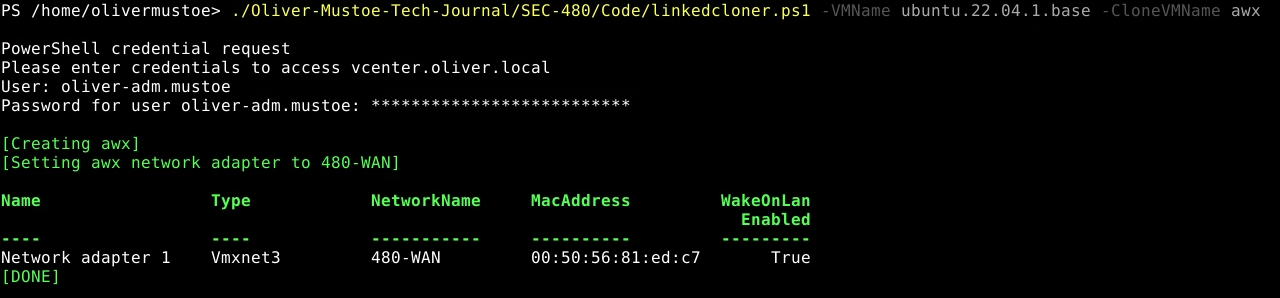 PS /home/olivermustoe> ./Oliver-Mustoe-Tech-Journal/SEC-480/Code/linkedcloner.ps1 -VMName ubuntu.22.04.1.base -CloneVMName awx
PowerShell credential request
Please enter credentials to access vcenter.oliver.local
User: oliver-adm.mustoe
Password for user oliver-adm.mustoe: **************************
[Creating awx]
[Setting awx network adapter to 480-WAN]
Name Type NetworkName MacAddress WakeOnLan
Enabled
---- ---- ----------- ---------- ---------
Network adapter 1 Vmxnet3 480-WAN 00:50:56:81:ed:c7 True
[DONE]